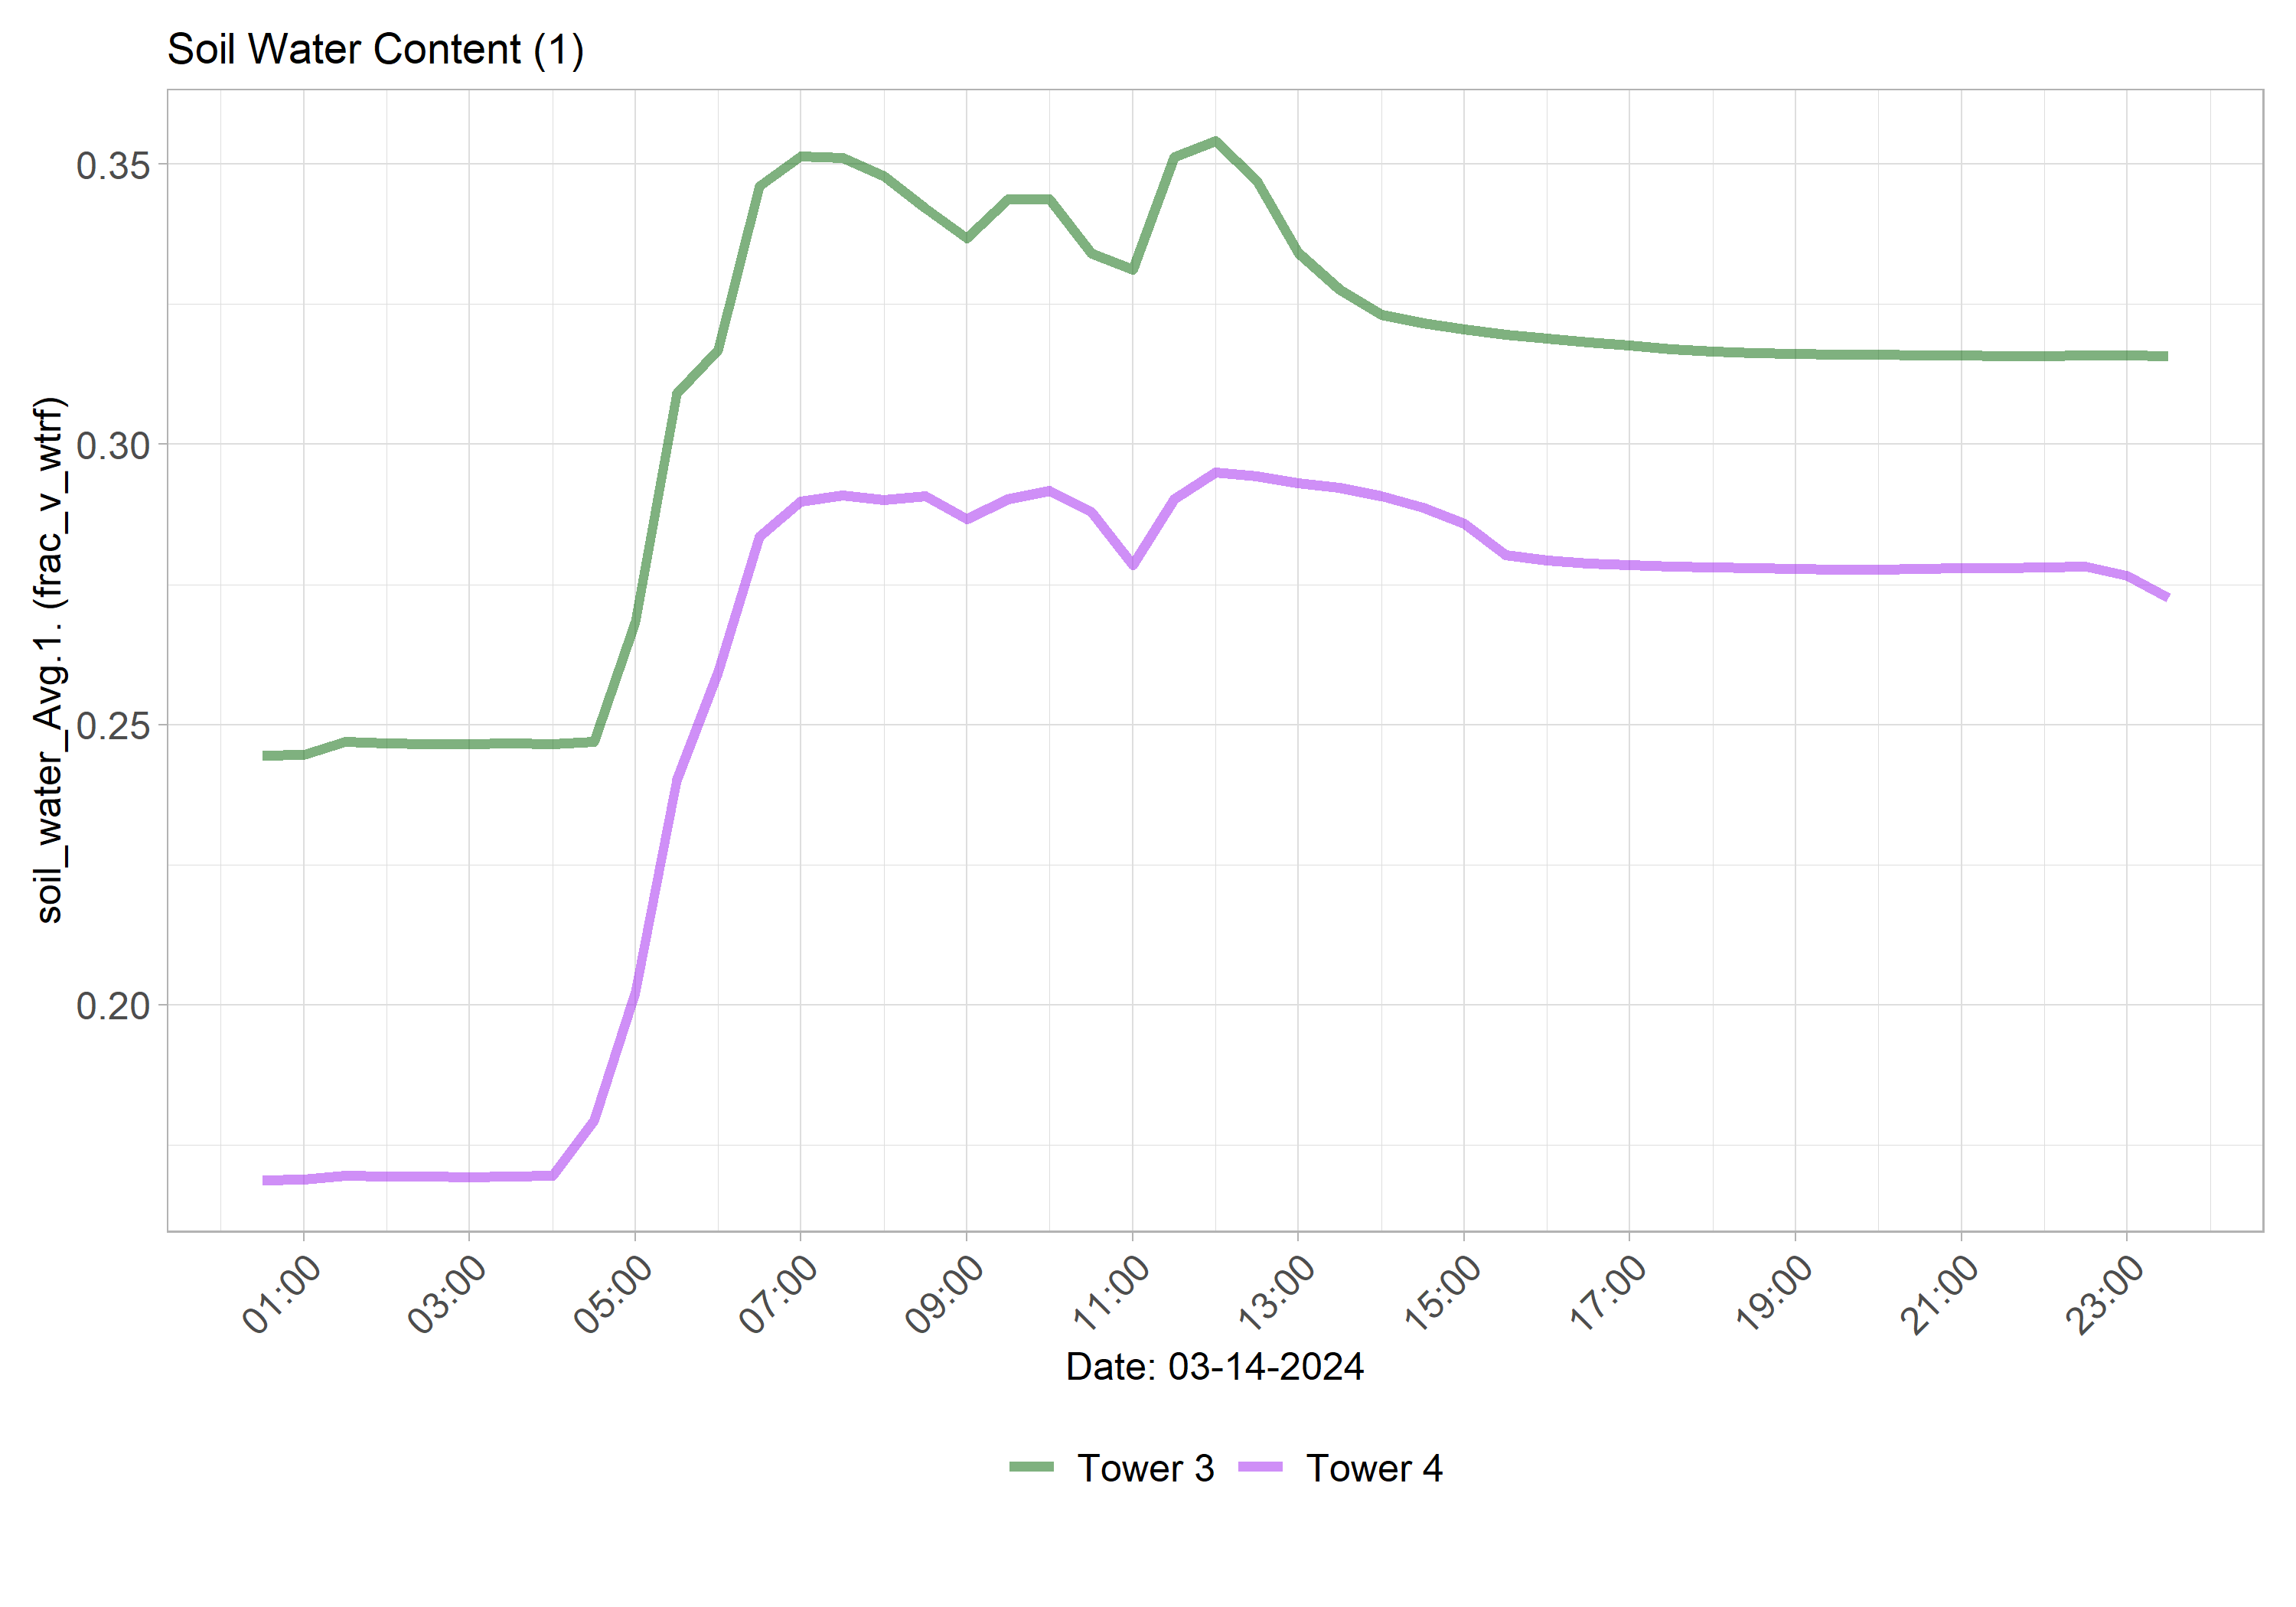 Soil Water Content (1)
soil_water_Avg.1. (frac_v_wtrf)
0.35
0.30
0.25
0.20
01:00 03:00 05:00 07:00 09:00 11:00 13:00 15:00 17:00 19:00 21:00 23:00
Date: 03-14-2024
Tower 3 Tower 4